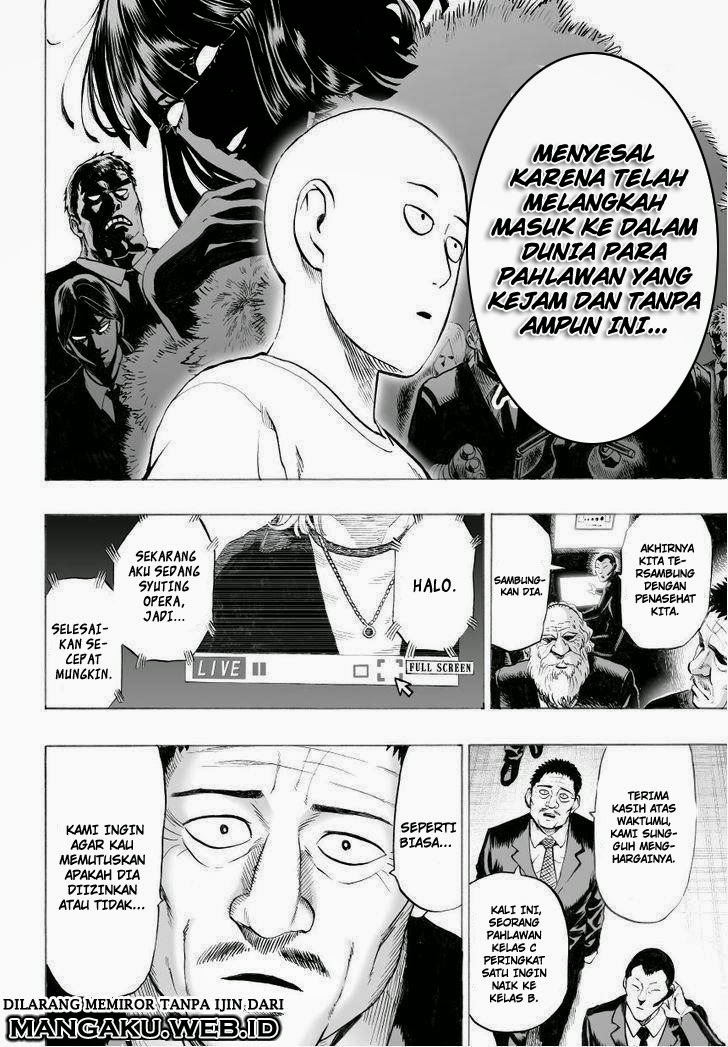 MENYESAL
KARENA TELAH
MELANGKAH
MASUK KE DALAM
DUNIA PARA
PAHLAWAN YANG
KEJAM DAN TANPA
AMPUN INI...
AKHIRNYA
KITA TE-
RSAMBUNG
DENGAN
PENASEHAT
KITA.
SAMBUNG-
KAN DIA.
HALO.
SEKARANG
AKU SEDANG
SYUTING
OPERA,
JADI...
SELESAI-
KAN SE-
CEPAT
MUNGKIN.
LIVE
FULL SCREEN
TERIMA
KASIH ATAS
WAKTUMU,
KAMI SUNG-
GUH MENG-
HARGAINYA.
KALI INI,
SEORANG
PAHLAWAN
KELAS C
PERINGKAT
SATU INGIN
NAIK KE
KELAS B.
SEPERTI
BIASA...
KAMI INGIN
AGAR KAU
MEMUTUSKAN
APAKAH DIA
DIIZINKAN
ATAU TIDAK...
DILARANG MEMIROR TANPA IJIN DARI
MANGAKU.WEB.ID